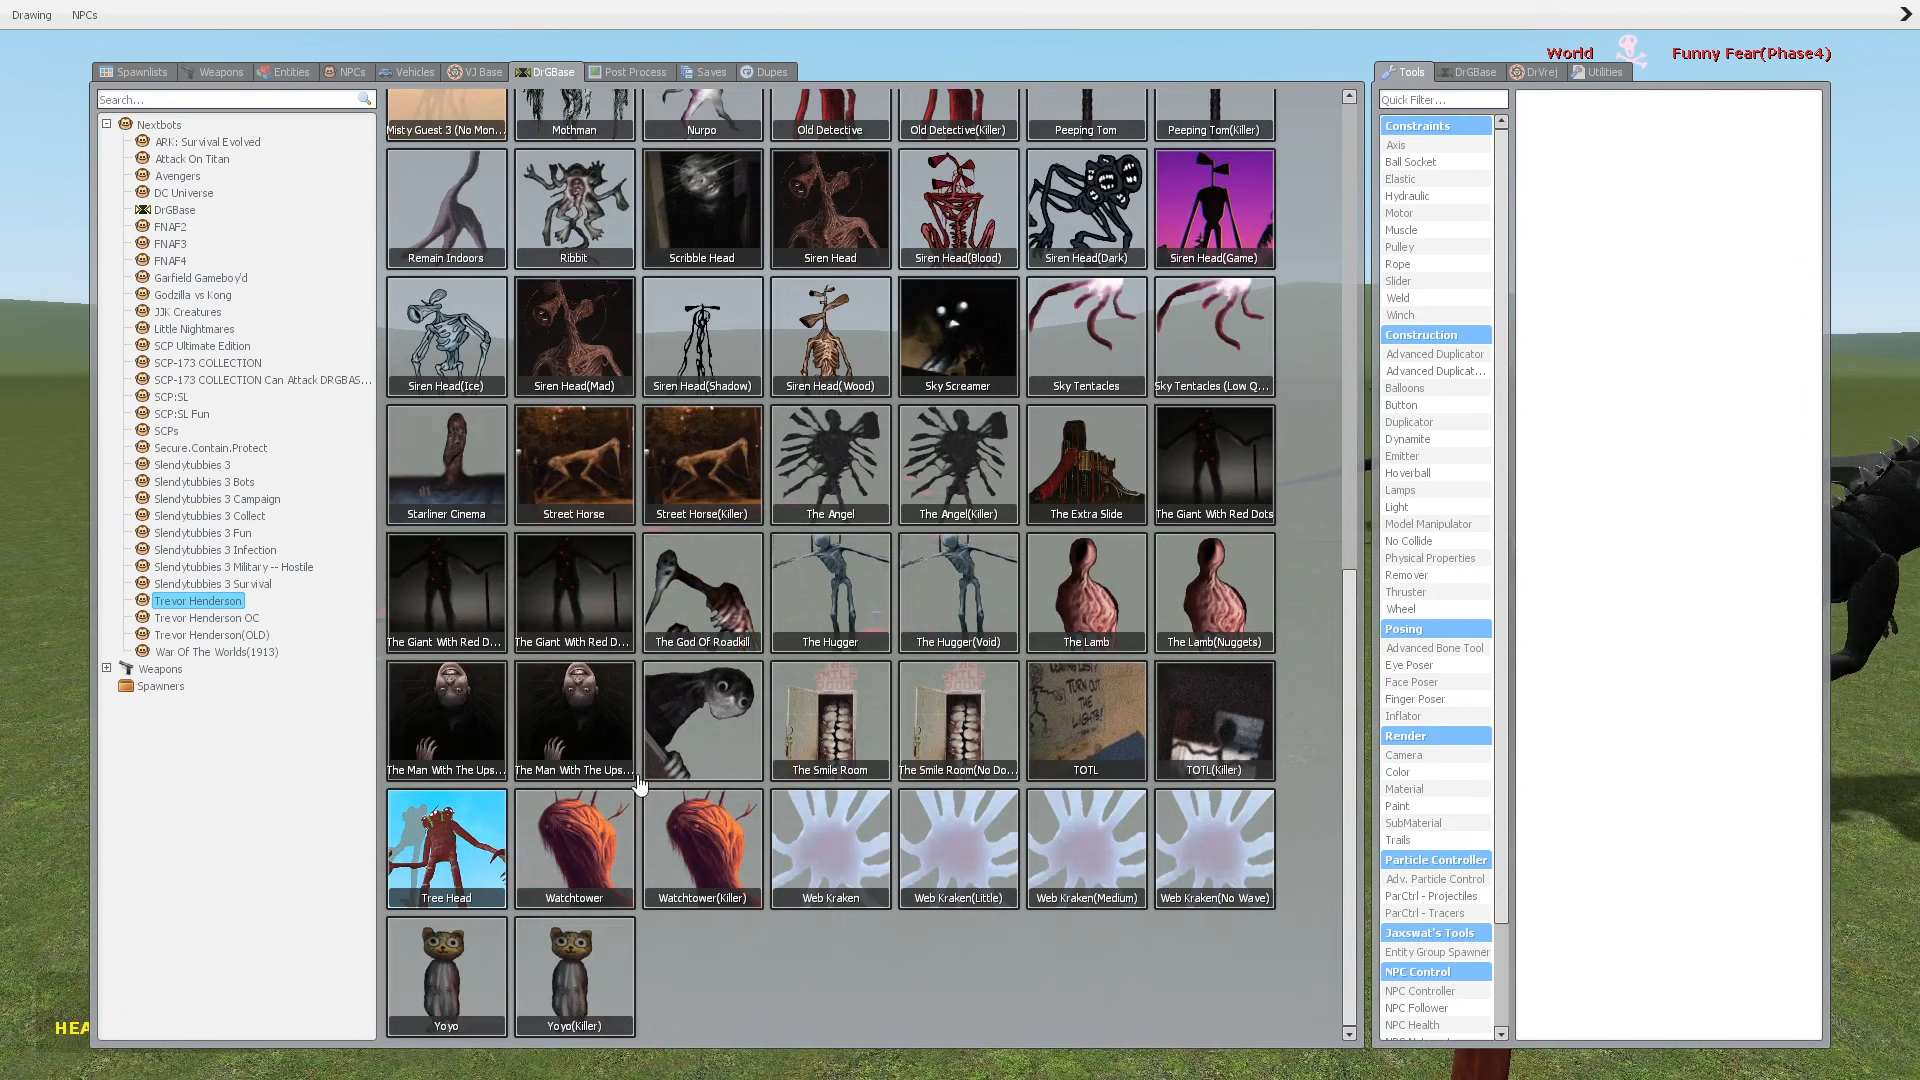 Drawing NPCs
World Funny Fear(Phase4)
Spawnlists Weapons Entities NPCs Vehicles VJ Base DrGBase Post Process Saves Dupes
Search...
Nextbots
ARK: Survival Evolved
Attack On Titan
Avengers
DC Universe
DrGBase
FNAF2
FNAF3
FNAF4
Garfield Gameboy'd
Godzilla vs Kong
JJK Creatures
Little Nightmares
SCP Ultimate Edition
SCP-173 COLLECTION
SCP-173 COLLECTION Can Attack DRGBAS...
SCP:SL
SCP:SL Fun
SCPs
Secure.Contain.Protect
Slendytubbies 3
Slendytubbies 3 Bots
Slendytubbies 3 Campaign
Slendytubbies 3 Collect
Slendytubbies 3 Fun
Slendytubbies 3 Infection
Slendytubbies 3 Military -- Hostile
Slendytubbies 3 Survival
Trevor Henderson
Trevor Henderson OC
Trevor Henderson(OLD)
War Of The Worlds(1913)
Weapons
Spawners
Misty Guest 3 (No Mon... Mothman Nurpo Old Detective Old Detective(Killer) Peeping Tom Peeping Tom(Killer)
Remain Indoors Ribbit Scribble Head Siren Head Siren Head(Blood) Siren Head(Dark) Siren Head(Game)
Siren Head(Ice) Siren Head(Mad) Siren Head(Shadow) Siren Head(Wood) Sky Screamer Sky Tentacles Sky Tentacles (Low Q...
Starliner Cinema Street Horse Street Horse(Killer) The Angel The Angel(Killer) The Extra Slide The Giant With Red Dots
The Giant With Red D... The Giant With Red D... The God Of Roadkill The Hugger The Hugger(Void) The Lamb The Lamb(Nuggets)
TURN OUT
THE
LIGHTS!
The Man With The Ups... The Man With The Ups... The Smile Room The Smile Room(No Do... TOTL TOTL(Killer)
Tree Head Watchtower Watchtower(Killer) Web Kraken Web Kraken(Little) Web Kraken(Medium) Web Kraken(No Wave)
Yoyo Yoyo(Killer)
HEA
Tools DrGBase DrVrej Utilities
Quick Filter...
Constraints
Axis
Ball Socket
Elastic
Hydraulic
Motor
Muscle
Pulley
Rope
Slider
Weld
Winch
Construction
Advanced Duplicator
Advanced Duplicat...
Balloons
Button
Duplicator
Dynamite
Emitter
Hoverball
Lamps
Light
Model Manipulator
No Collide
Physical Properties
Remover
Thruster
Wheel
Posing
Advanced Bone Tool
Eye Poser
Face Poser
Finger Poser
Inflator
Render
Camera
Color
Material
Paint
SubMaterial
Trails
Particle Controller
Adv. Particle Control
ParCtrl - Projectiles
ParCtrl - Tracers
Jaxswat's Tools
Entity Group Spawner
NPC Control
NPC Controller
NPC Follower
NPC Health